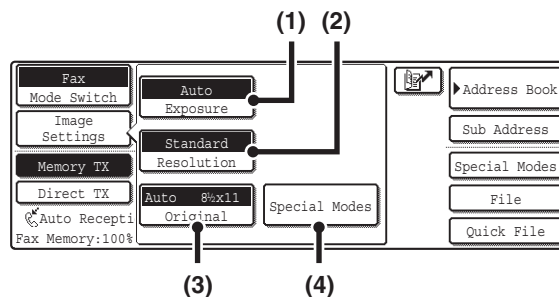 (1) (2)
Fax
Mode Switch
Image
Settings
Memory TX
Direct TX
Auto Recepti
Fax Memory:100%
Auto
Exposure
Standard
Resolution
Auto 8½x11
Original
Special Modes
Address Book
Sub Address
Special Modes
File
Quick File
(3) (4)